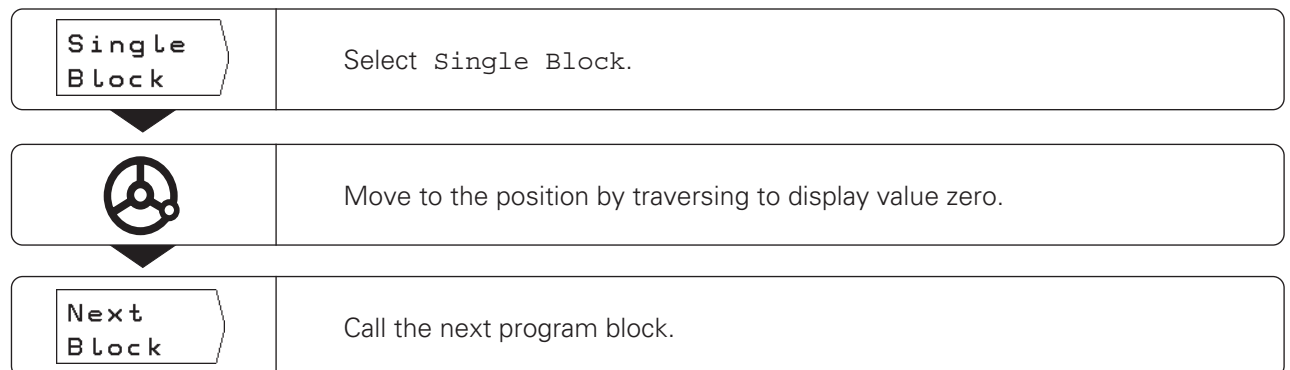 Single
Block
Select Single Block.
Move to the position by traversing to display value zero.
Next
Block
Call the next program block.